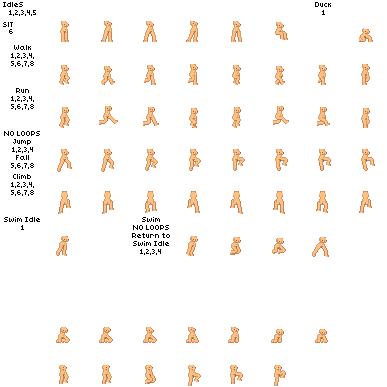 IdleS
1,2,3,4,5
Duck
1
SIT
6
Walk
1,2,3,4,
5,6,7,8
Run
1,2,3,4,
5,6,7,8
NO LOOPS
Jump
1,2,3,4
Fall
5,6,7,8
Climb
1,2,3,4,
5,6,7,8
Swim Idle
1
Swim
NO LOOPS
Return to
Swim Idle
1,2,3,4